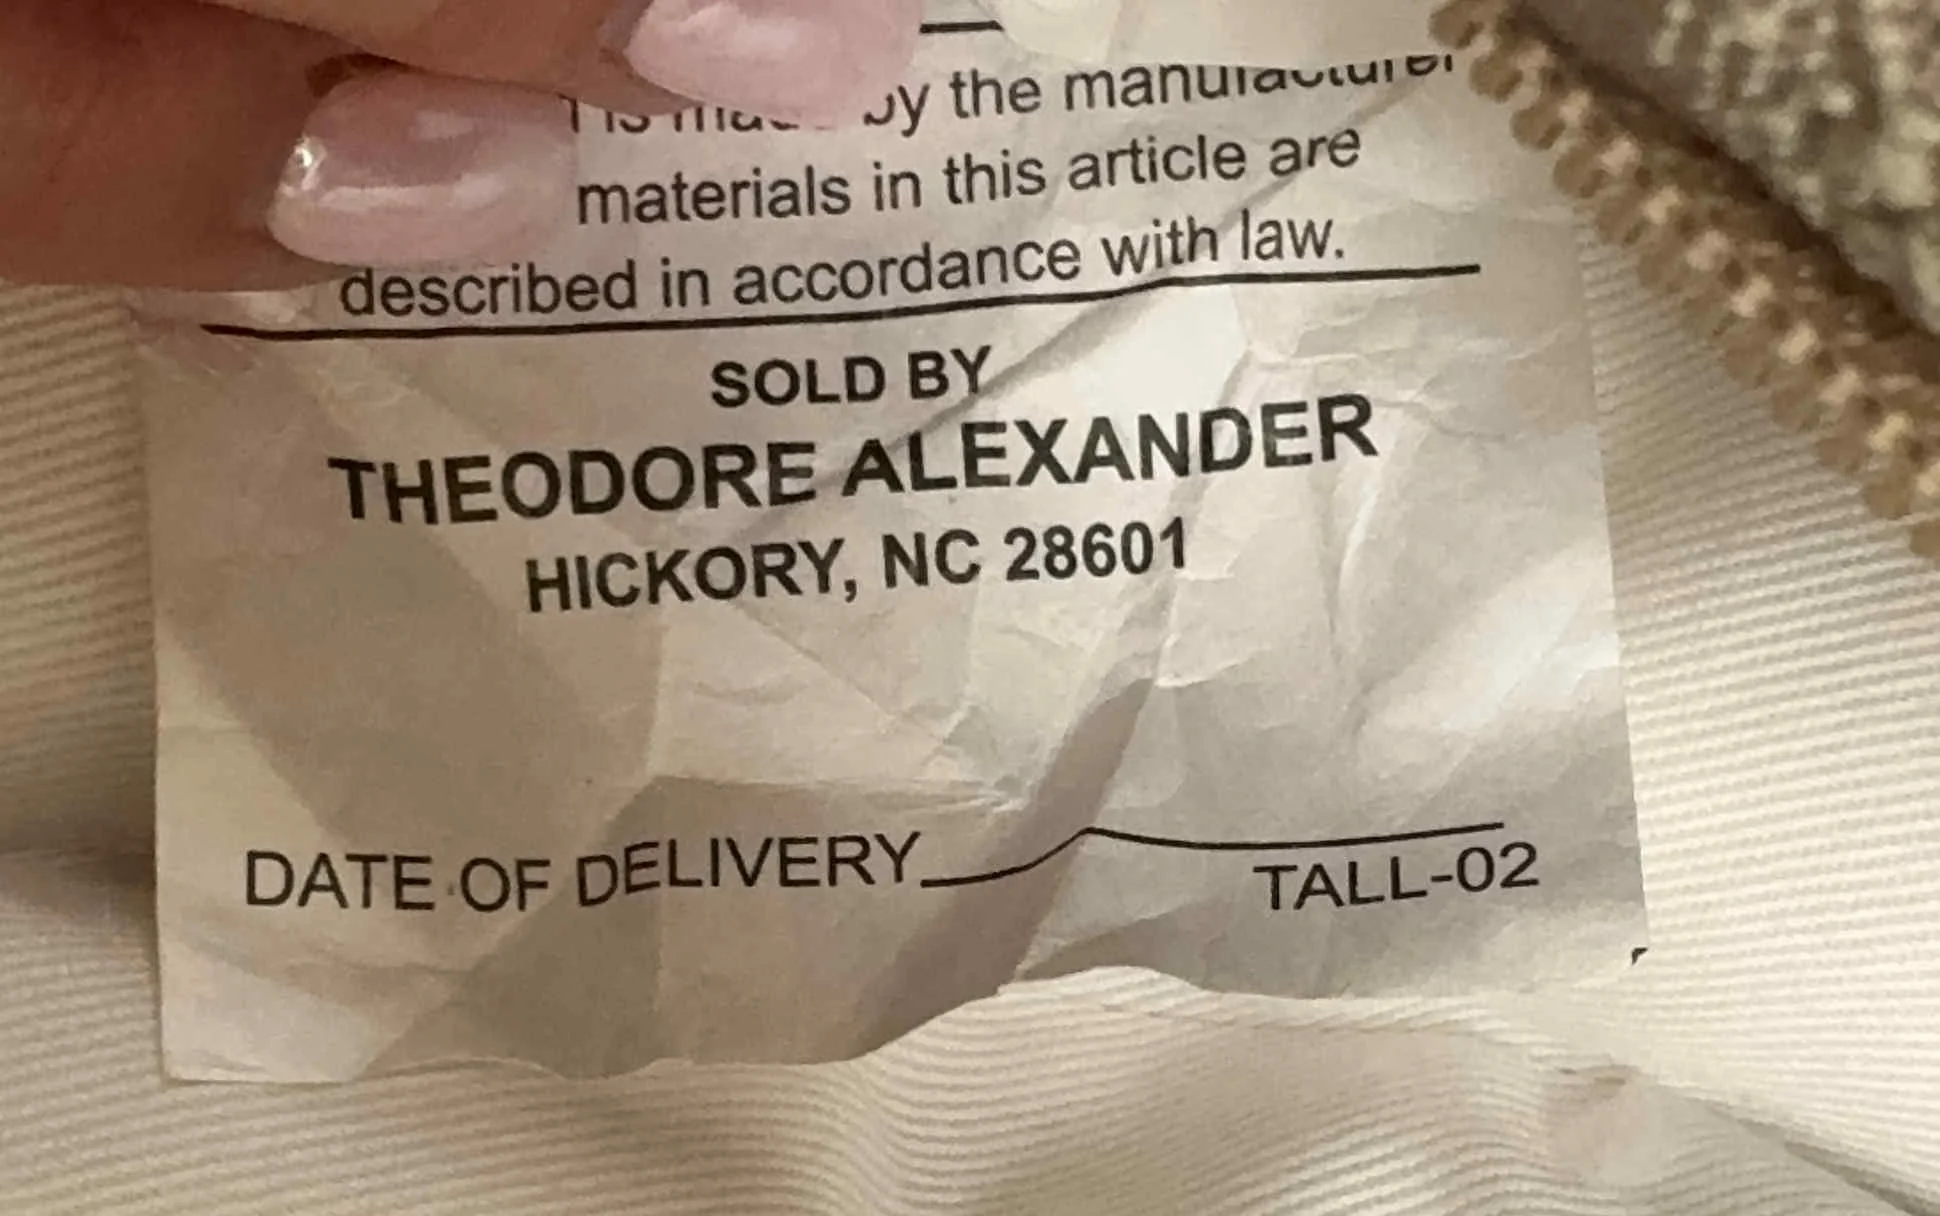 by the manufacturer
materials in this article are
described in accordance with law.
SOLD BY
THEODORE ALEXANDER
HICKORY, NC 28601
DATE OF DELIVERY
TALL-02